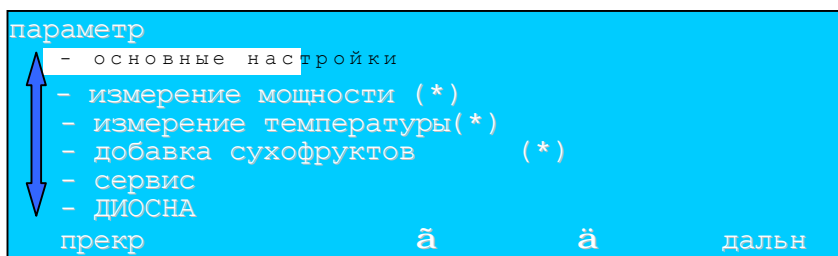 параметр
- основные настройки
- измерение мощности (*)
- измерение температуры(*)
- добавка сухофруктов (*)
- сервис
- ДИОСНА
прекр ã ä дальн